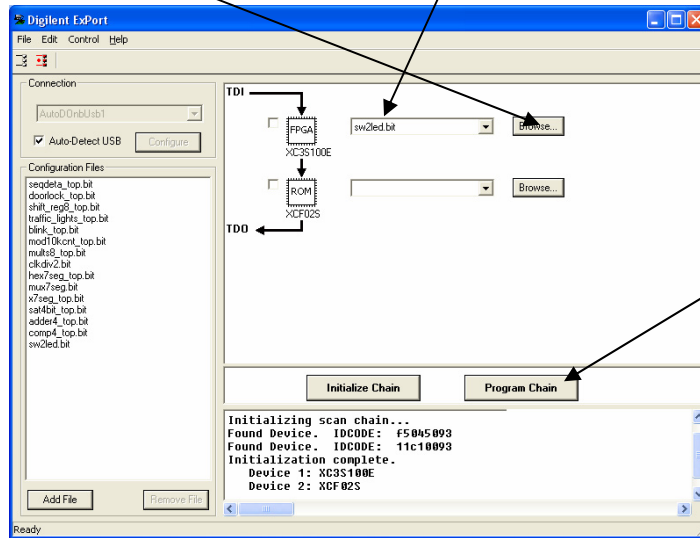 Digilent ExPort
File Edit Control Help
Connection
AutoDOnbUsb1
Auto-Detect USB
Configure
Configuration Files
seqdeta_top.bit
doorlock_top.bit
shift_reg8_top.bit
traffic_lights_top.bit
blink_top.bit
mod10kcnt_top.bit
mults8_top.bit
clkdiv2.bit
hex7seg_top.bit
mux7seg.bit
x7seg_top.bit
sat4bit_top.bit
adder4_top.bit
comp4_top.bit
sw2led.bit
Add File
Remove File
TDI
FPGA
sw2led.bit
Browse...
XC3S100E
ROM
Browse...
XCF02S
TDO
Initialize Chain
Program Chain
Initializing scan chain...
Found Device. IDCODE: f5045093
Found Device. IDCODE: 11c10093
Initialization complete.
Device 1: XC3S100E
Device 2: XCF02S
Ready